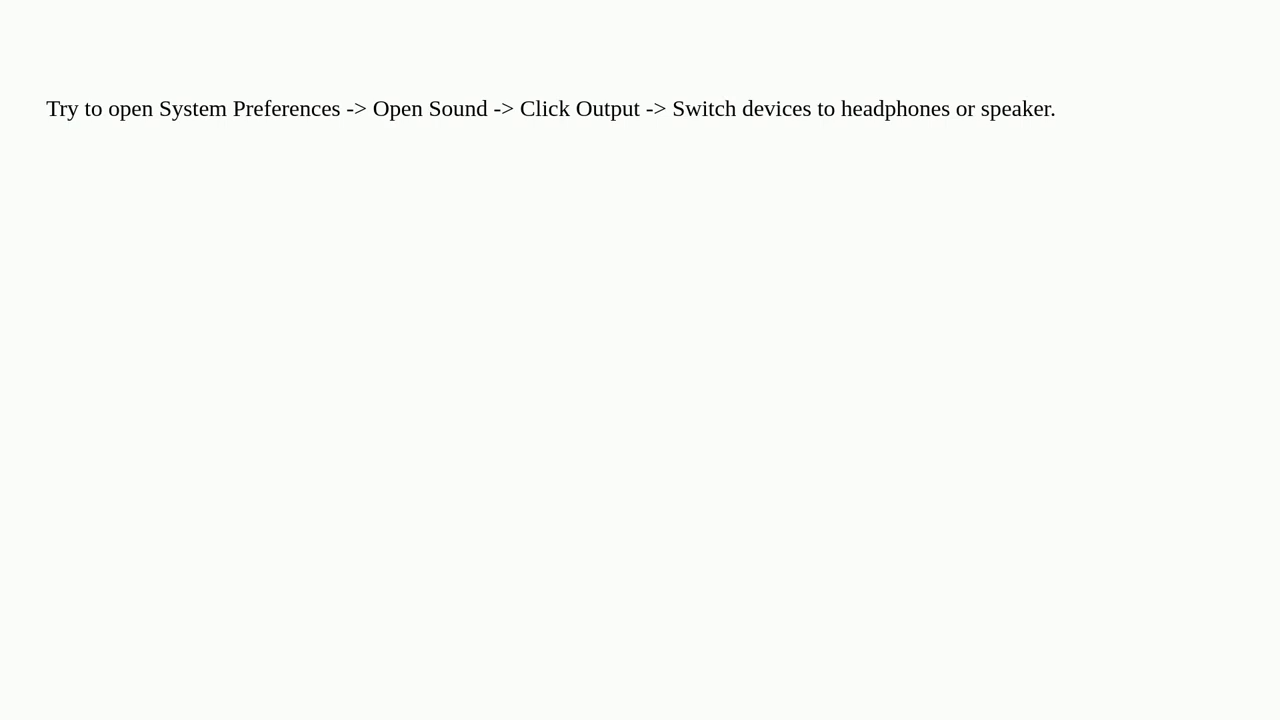 Try to open System Preferences -> Open Sound -> Click Output -> Switch devices to headphones or speaker.